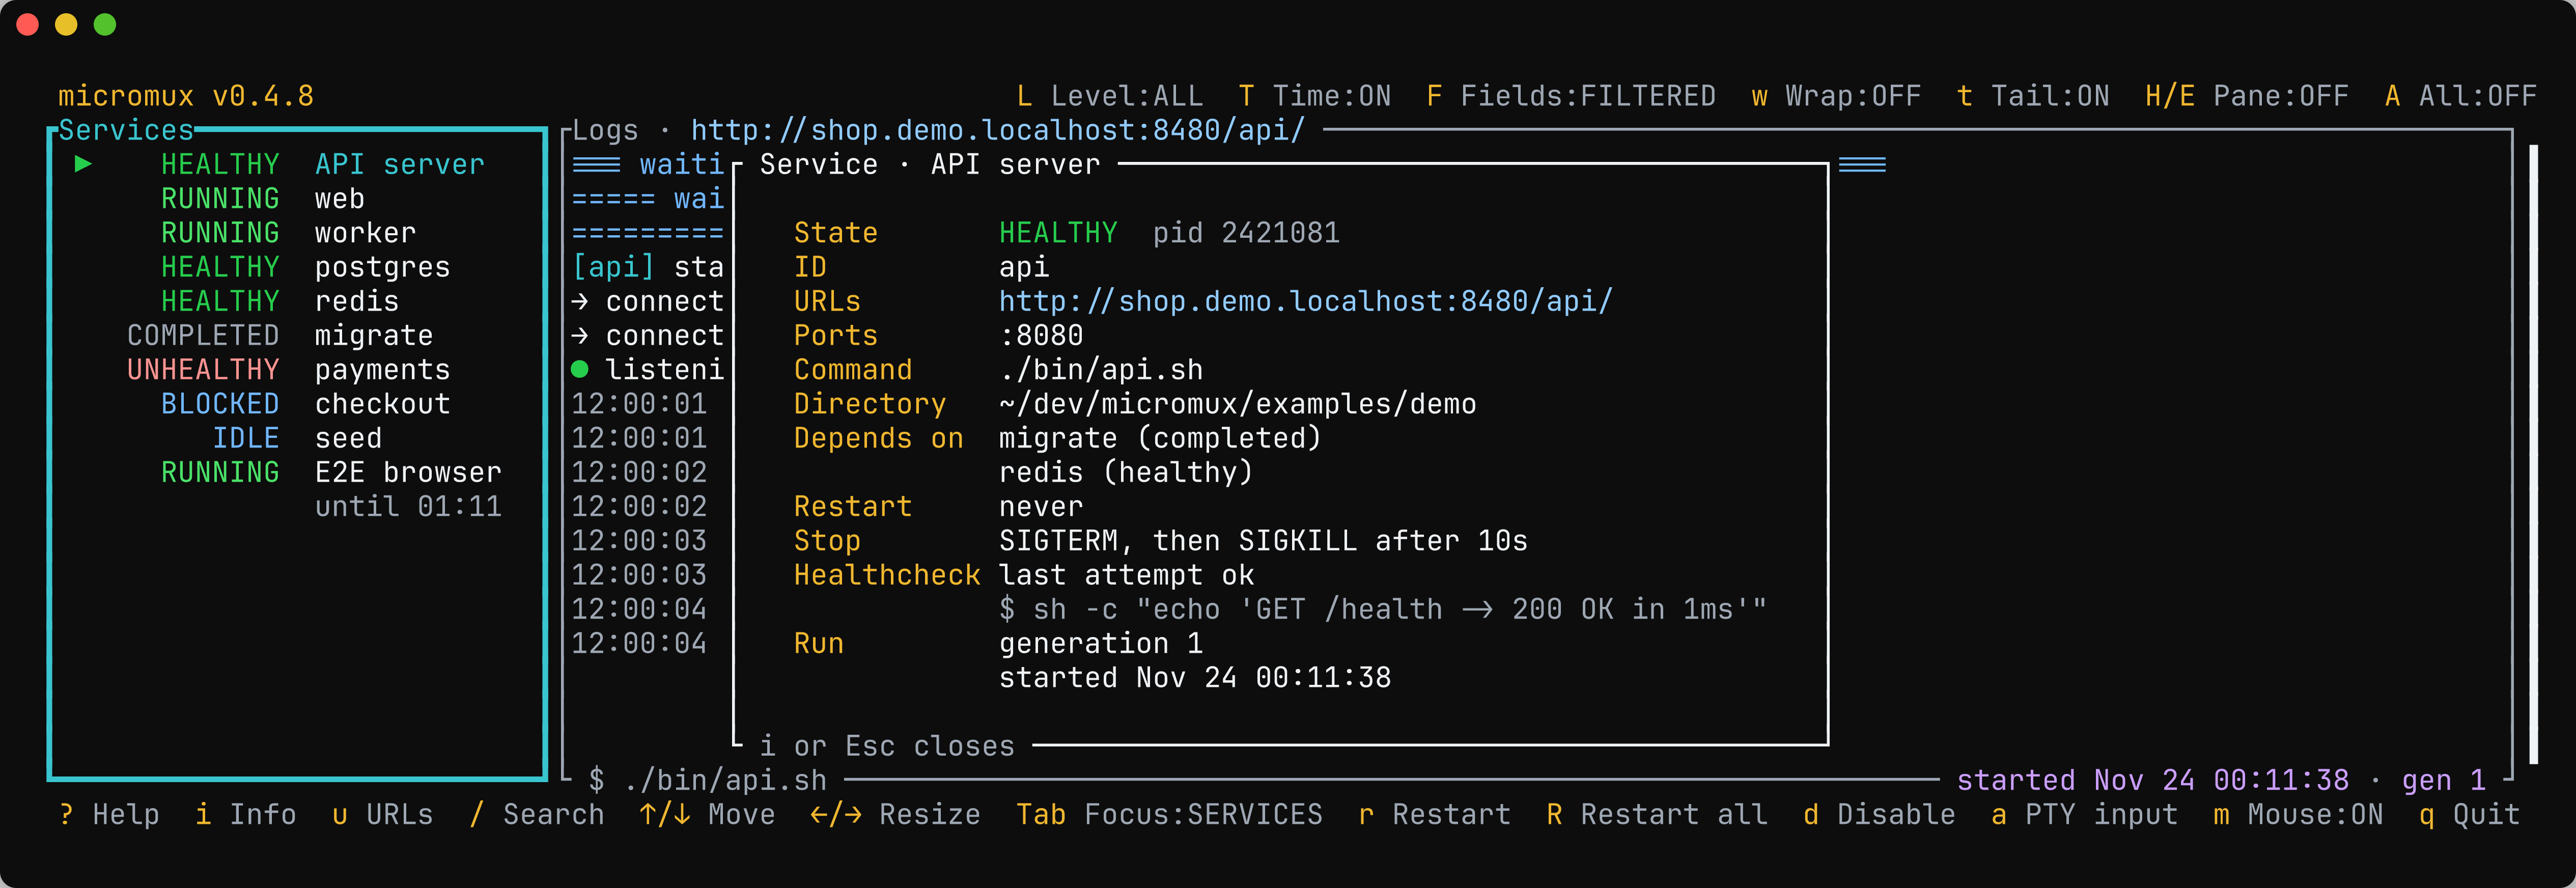 micromux v0.4.8
L Level:ALL T Time:ON F Fields:FILTERED w Wrap:OFF t Tail:ON H/E Pane:OFF A All:OFF
Services
▶ HEALTHY API server
RUNNING web
RUNNING worker
HEALTHY postgres
HEALTHY redis
COMPLETED migrate
UNHEALTHY payments
BLOCKED checkout
IDLE seed
RUNNING E2E browser
until 01:11
Logs · http://shop.demo.localhost:8480/api/
=== waiti ===
===== wai
=========
[api] sta
→ connect
→ connect
● listeni
12:00:01
12:00:01
12:00:02
12:00:02
12:00:03
12:00:03
12:00:04
12:00:04
Service · API server
State HEALTHY pid 2421081
ID api
URLs http://shop.demo.localhost:8480/api/
Ports :8080
Command ./bin/api.sh
Directory ~/dev/micromux/examples/demo
Depends on migrate (completed)
redis (healthy)
Restart never
Stop SIGTERM, then SIGKILL after 10s
Healthcheck last attempt ok
$ sh -c "echo 'GET /health -> 200 OK in 1ms'"
Run generation 1
started Nov 24 00:11:38
i or Esc closes
$ ./bin/api.sh
started Nov 24 00:11:38 · gen 1
? Help i Info u URLs / Search ↑/↓ Move ←/→ Resize Tab Focus:SERVICES r Restart R Restart all d Disable a PTY input m Mouse:ON q Quit